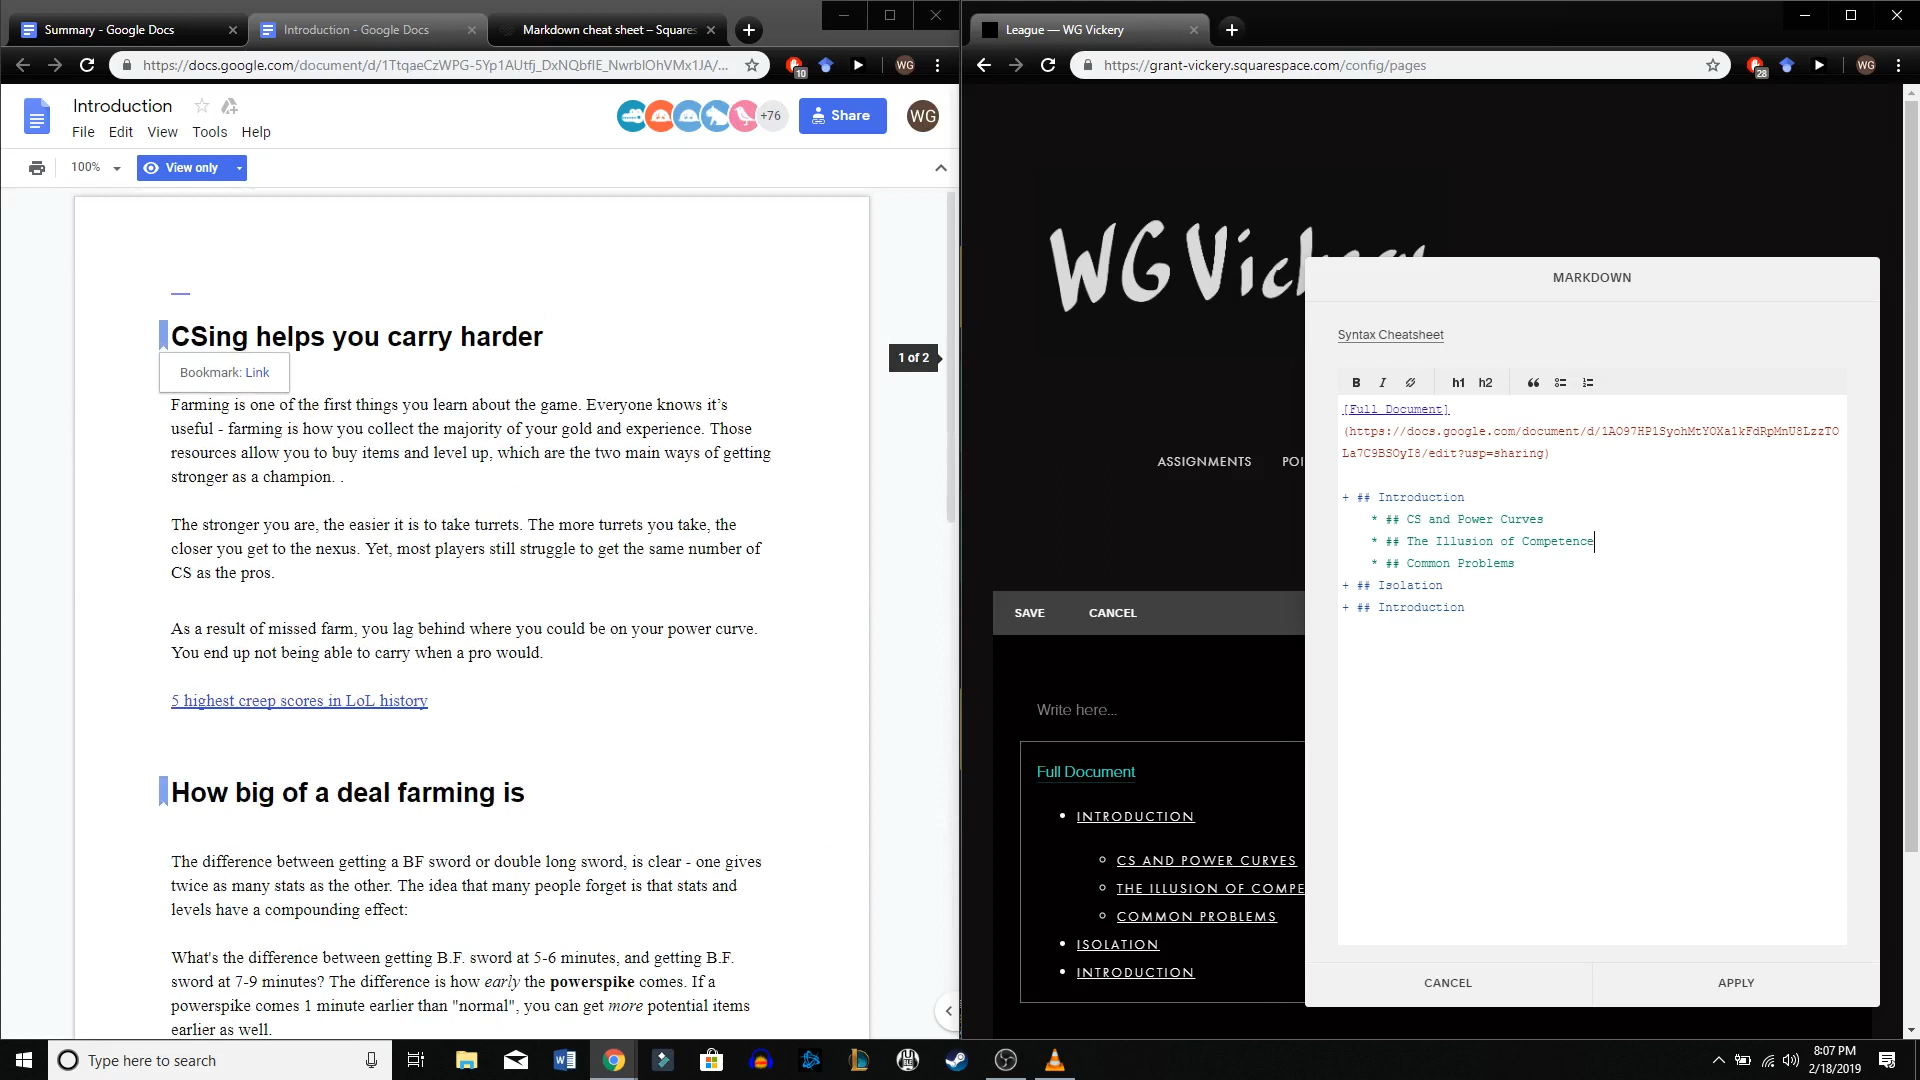 Summary - Google Docs
Introduction - Google Docs
Markdown cheat sheet – Squares
https://docs.google.com/document/d/1TtqaeCzWPG-5Yp1AUtfj_DxNQbflE_NwrblOhVMx1JA/...
10
WG
Introduction
File Edit View Tools Help
+76
Share
WG
100%
View only
CSing helps you carry harder
Bookmark: Link
1 of 2
Farming is one of the first things you learn about the game. Everyone knows it’s
useful - farming is how you collect the majority of your gold and experience. Those
resources allow you to buy items and level up, which are the two main ways of getting
stronger as a champion. .
The stronger you are, the easier it is to take turrets. The more turrets you take, the
closer you get to the nexus. Yet, most players still struggle to get the same number of
CS as the pros.
As a result of missed farm, you lag behind where you could be on your power curve.
You end up not being able to carry when a pro would.
5 highest creep scores in LoL history
How big of a deal farming is
The difference between getting a BF sword or double long sword, is clear - one gives
twice as many stats as the other. The idea that many people forget is that stats and
levels have a compounding effect:
What's the difference between getting B.F. sword at 5-6 minutes, and getting B.F.
sword at 7-9 minutes? The difference is how early the powerspike comes. If a
powerspike comes 1 minute earlier than "normal", you can get more potential items
earlier as well.
League — WG Vickery
https://grant-vickery.squarespace.com/config/pages
28
WG
WG Vickery
ASSIGNMENTS POI
SAVE CANCEL
Write here...
Full Document
INTRODUCTION
CS AND POWER CURVES
THE ILLUSION OF COMPE
COMMON PROBLEMS
ISOLATION
INTRODUCTION
MARKDOWN
Syntax Cheatsheet
B I h1 h2
[Full Document]
(https://docs.google.com/document/d/1AO97HP1SyohMtYOXa1kFdRpMnU8LzzTO
La7C9BSOyI8/edit?usp=sharing)
+ ## Introduction
* ## CS and Power Curves
* ## The Illusion of Competence
* ## Common Problems
+ ## Isolation
+ ## Introduction
CANCEL APPLY
Type here to search
8:07 PM
2/18/2019